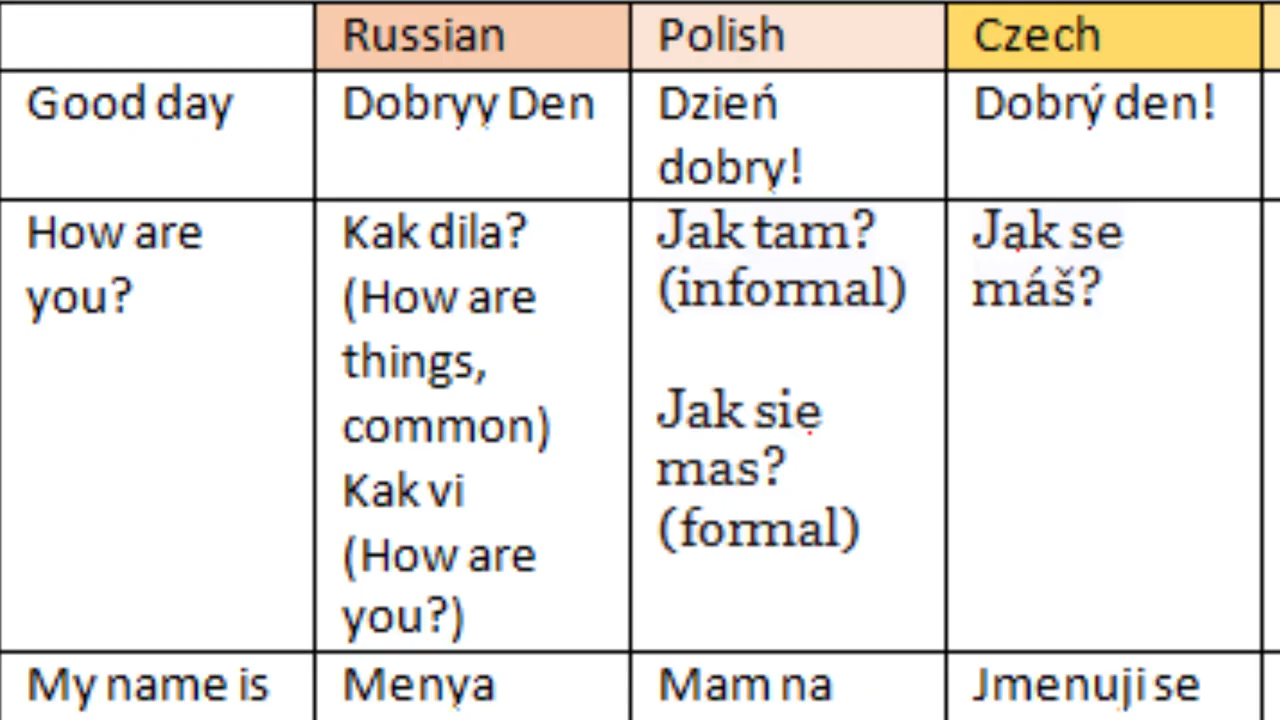 Russian
Polish
Czech
Good day
Dobryy Den
Dzień
dobry!
Dobrý den!
How are
you?
Kak dila?
(How are
things,
common)
Kak vi
(How are
you?)
Jak tam?
(informal)
Jak się
mas?
(formal)
Jak se
máš?
My name is
Menya
Mam na
Jmenuji se